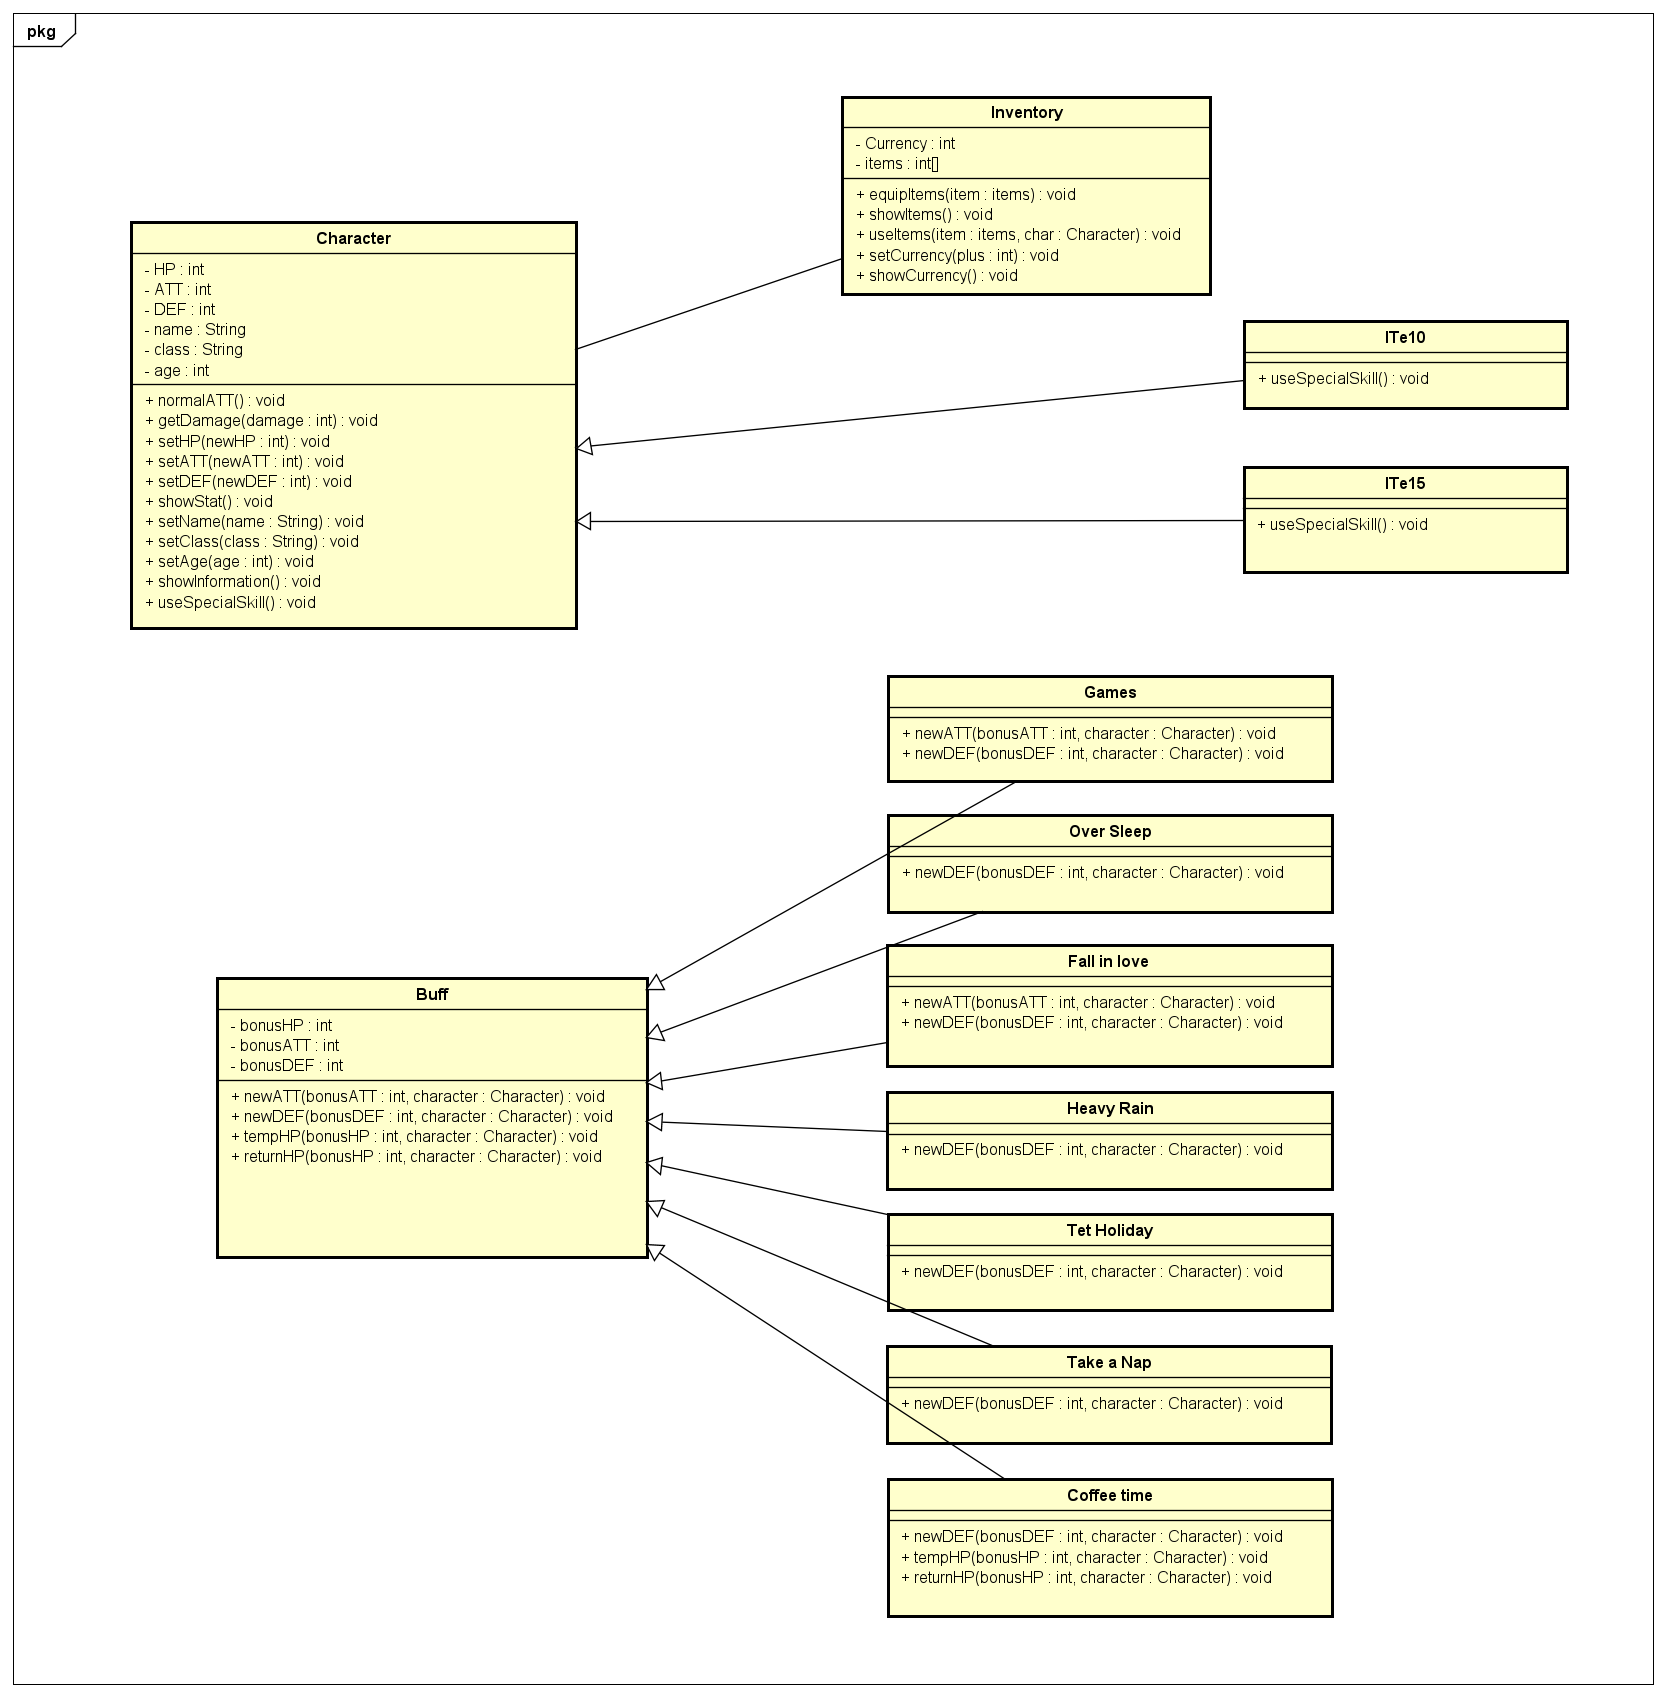 pkg
Inventory
- Currency : int
- items : int[]
+ equipItems(item : items) : void
+ showItems() : void
+ useItems(item : items, char : Character) : void
+ setCurrency(plus : int) : void
+ showCurrency() : void
Character
- HP : int
- ATT : int
- DEF : int
- name : String
- class : String
- age : int
+ normalATT() : void
+ getDamage(damage : int) : void
+ setHP(newHP : int) : void
+ setATT(newATT : int) : void
+ setDEF(newDEF : int) : void
+ showStat() : void
+ setName(name : String) : void
+ setClass(class : String) : void
+ setAge(age : int) : void
+ showInformation() : void
+ useSpecialSkill() : void
ITe10
+ useSpecialSkill() : void
ITe15
+ useSpecialSkill() : void
Games
+ newATT(bonusATT : int, character : Character) : void
+ newDEF(bonusDEF : int, character : Character) : void
Over Sleep
+ newDEF(bonusDEF : int, character : Character) : void
Fall in love
+ newATT(bonusATT : int, character : Character) : void
+ newDEF(bonusDEF : int, character : Character) : void
Buff
- bonusHP : int
- bonusATT : int
- bonusDEF : int
+ newATT(bonusATT : int, character : Character) : void
+ newDEF(bonusDEF : int, character : Character) : void
+ tempHP(bonusHP : int, character : Character) : void
+ returnHP(bonusHP : int, character : Character) : void
Heavy Rain
+ newDEF(bonusDEF : int, character : Character) : void
Tet Holiday
+ newDEF(bonusDEF : int, character : Character) : void
Take a Nap
+ newDEF(bonusDEF : int, character : Character) : void
Coffee time
+ newDEF(bonusDEF : int, character : Character) : void
+ tempHP(bonusHP : int, character : Character) : void
+ returnHP(bonusHP : int, character : Character) : void